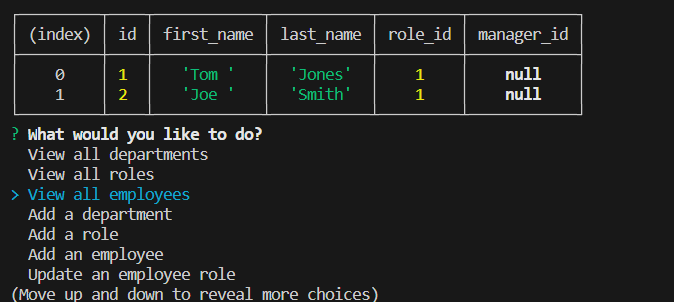 (index) id first_name last_name role_id manager_id
0 1 'Tom ' 'Jones' 1 null
1 2 'Joe ' 'Smith' 1 null
? What would you like to do?
View all departments
View all roles
> View all employees
Add a department
Add a role
Add an employee
Update an employee role
(Move up and down to reveal more choices)